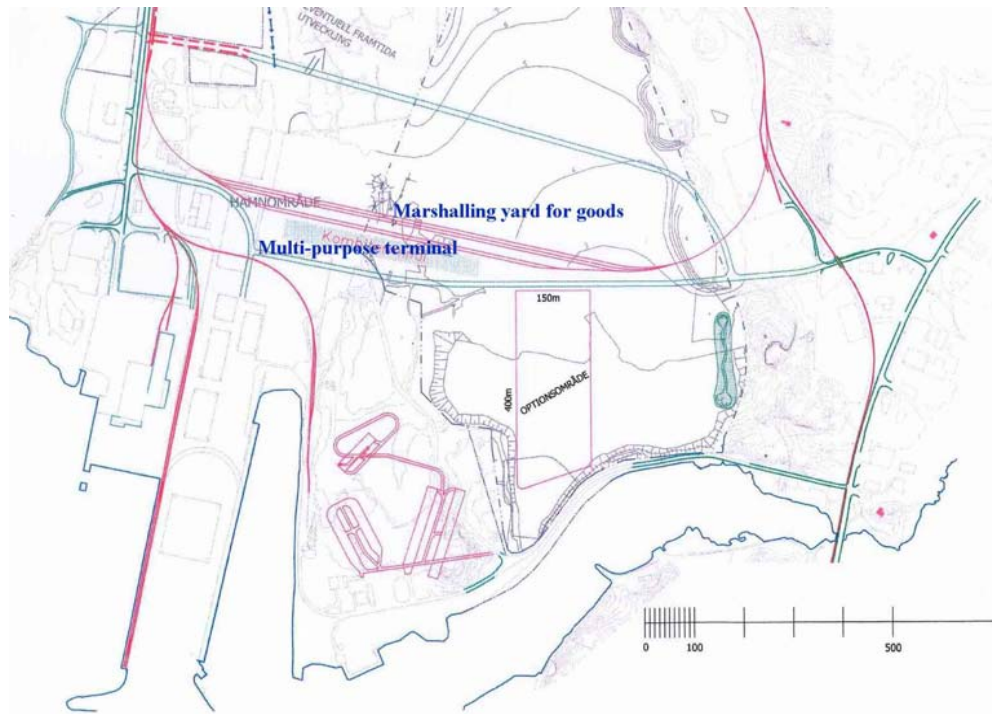 EVENTUELL FRAMTIDA
UTVECKLING
HAMNOMRÅDE
Marshalling yard for goods
Multi-purpose terminal
150m
400m
OPTIONSOMRÅDE
0
100
500